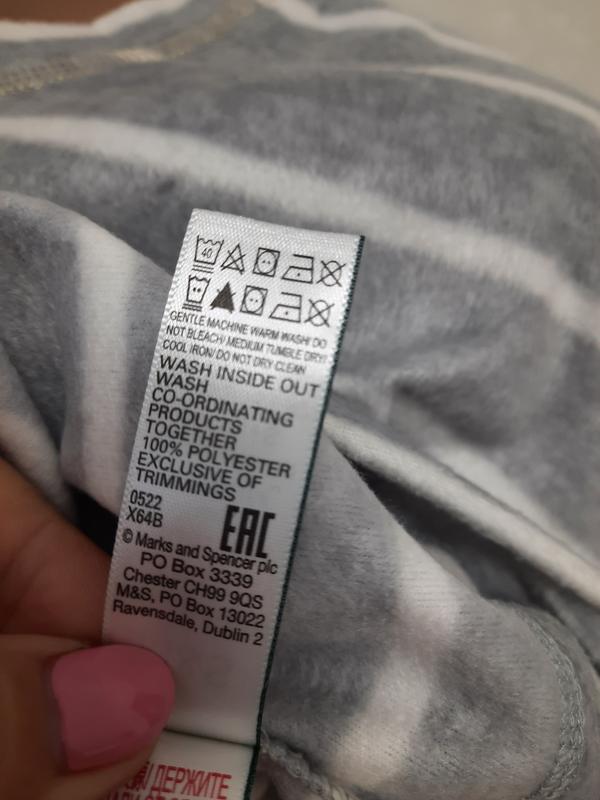 40
GENTLE MACHINE WARM WASH/ DO
NOT BLEACH/ MEDIUM TUMBLE DRY/
COOL IRON/ DO NOT DRY CLEAN
WASH INSIDE OUT
WASH
CO-ORDINATING
PRODUCTS
TOGETHER
100% POLYESTER
EXCLUSIVE OF
TRIMMINGS
0522
X64B
EAC
© Marks and Spencer plc
PO Box 3339
Chester CH99 9QS
M&S, PO Box 13022
Ravensdale, Dublin 2
ДЕРЖИТЕ